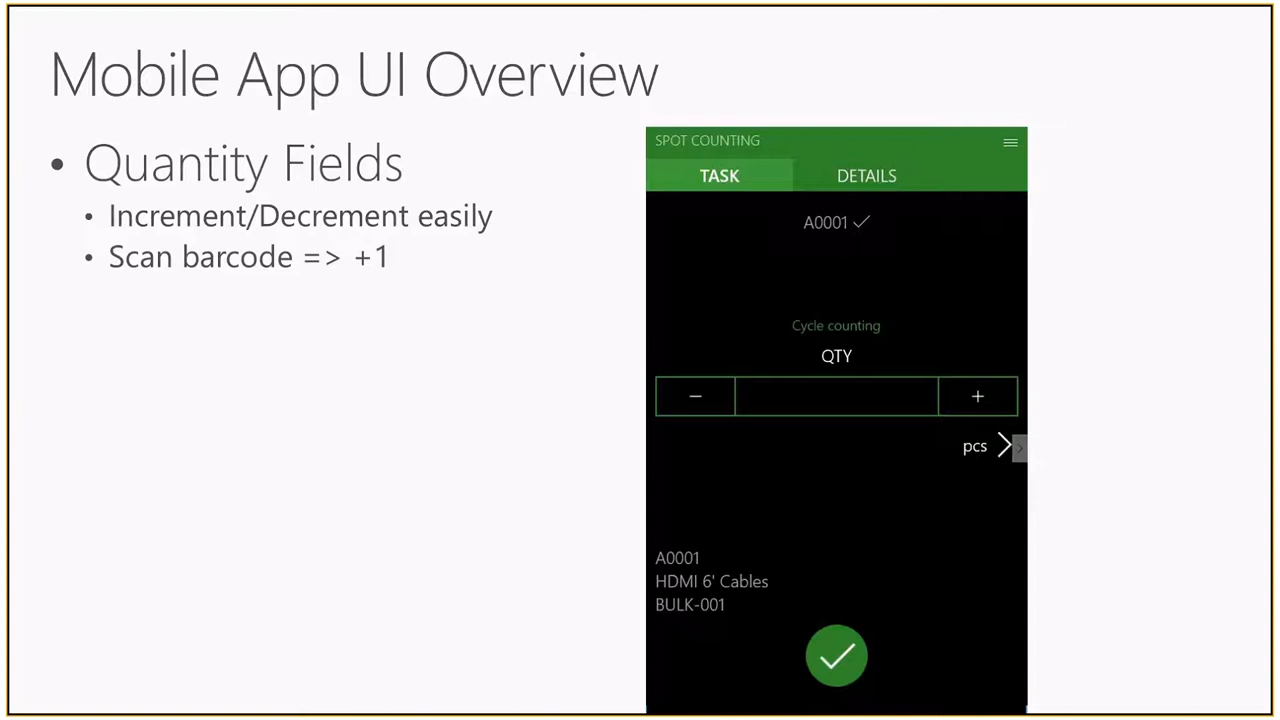 Mobile App UI Overview
• Quantity Fields
• Increment/Decrement easily
• Scan barcode => +1
SPOT COUNTING
TASK DETAILS
A0001
Cycle counting
QTY
− +
pcs
A0001
HDMI 6' Cables
BULK-001